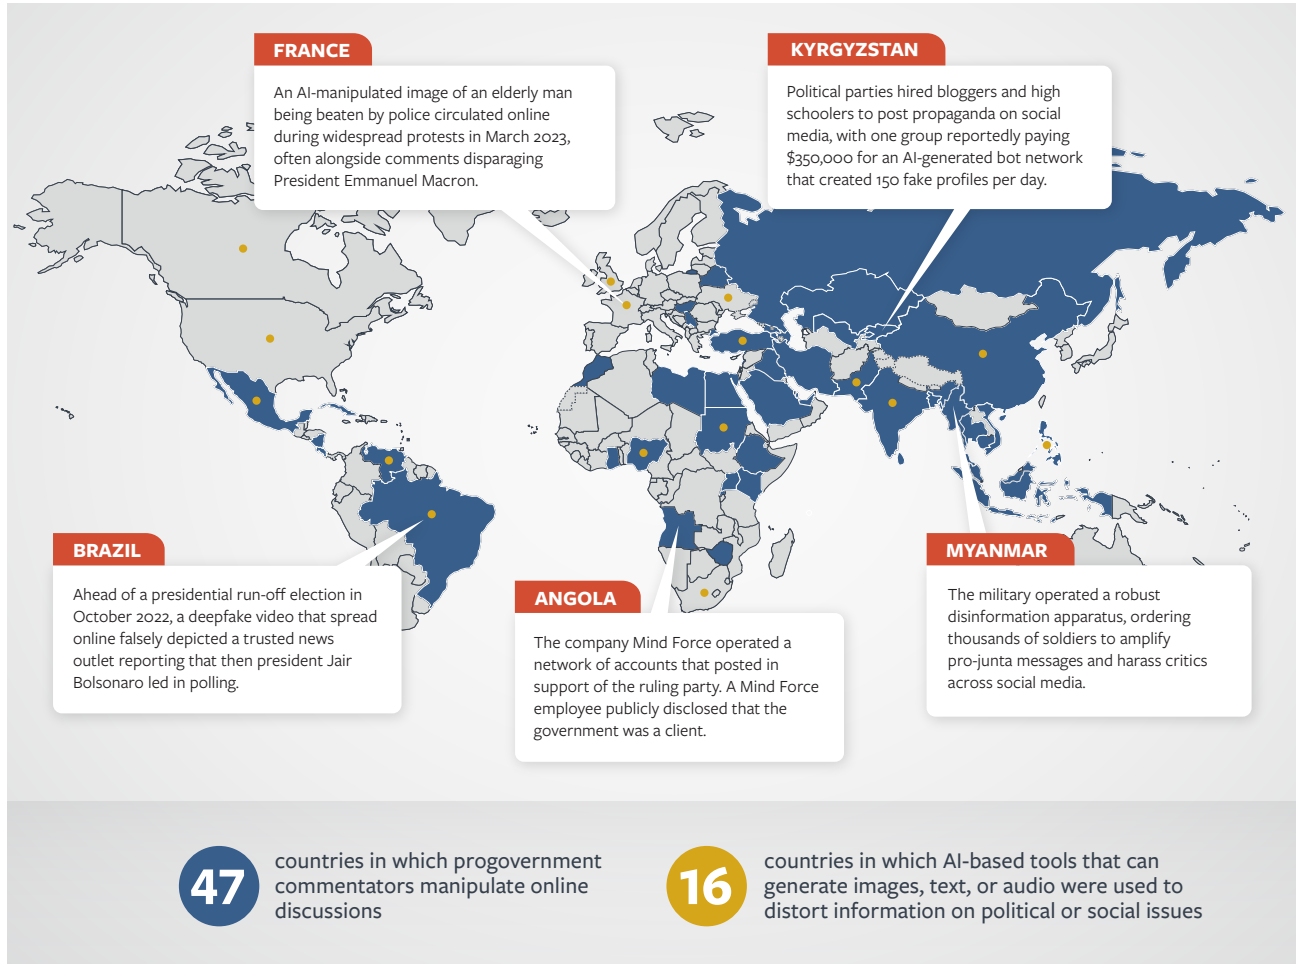 FRANCE
An AI-manipulated image of an elderly man
being beaten by police circulated online
during widespread protests in March 2023,
often alongside comments disparaging
President Emmanuel Macron.
KYRGYZSTAN
Political parties hired bloggers and high
schoolers to post propaganda on social
media, with one group reportedly paying
$350,000 for an AI-generated bot network
that created 150 fake profiles per day.
BRAZIL
Ahead of a presidential run-off election in
October 2022, a deepfake video that spread
online falsely depicted a trusted news
outlet reporting that then president Jair
Bolsonaro led in polling.
ANGOLA
The company Mind Force operated a
network of accounts that posted in
support of the ruling party. A Mind Force
employee publicly disclosed that the
government was a client.
MYANMAR
The military operated a robust
disinformation apparatus, ordering
thousands of soldiers to amplify
pro-junta messages and harass critics
across social media.
47
countries in which progovernment
commentators manipulate online
discussions
16
countries in which AI-based tools that can
generate images, text, or audio were used to
distort information on political or social issues